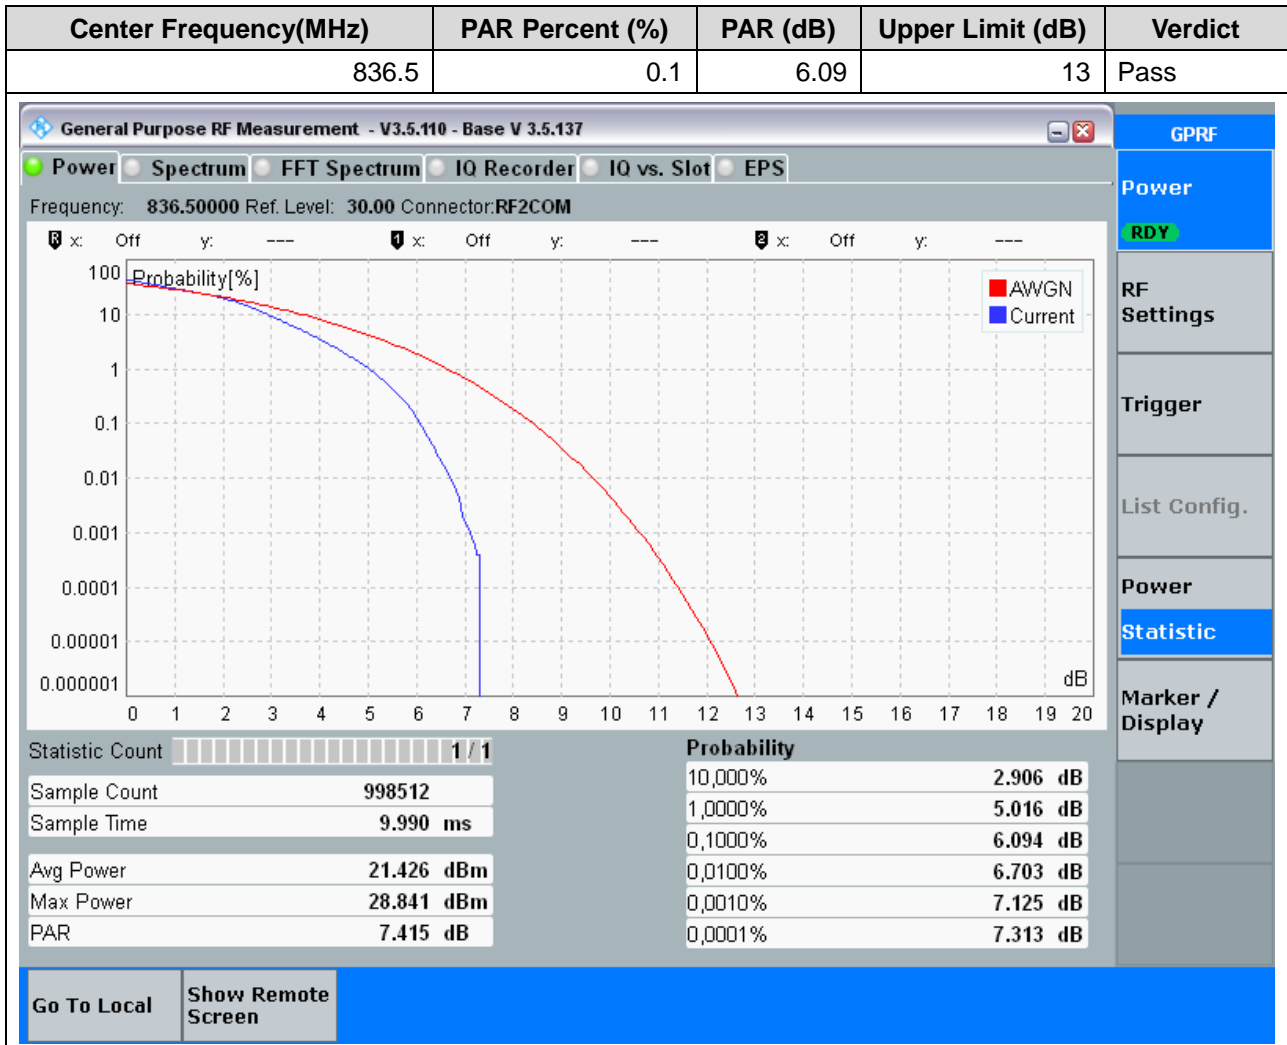 Center Frequency(MHz) PAR Percent (%) PAR (dB) Upper Limit (dB) Verdict
836.5 0.1 6.09 13 Pass
General Purpose RF Measurement - V3.5.110 - Base V 3.5.137
GPRF
Power Spectrum FFT Spectrum IQ Recorder IQ vs. Slot EPS
Power
RDY
Frequency: 836.50000 Ref. Level: 30.00 Connector:RF2COM
R x: Off y: --- 1 x: Off y: --- 2 x: Off y: ---
Probability[%]
AWGN
Current
100
10
1
0.1
0.01
0.001
0.0001
0.00001
0.000001
dB
0 1 2 3 4 5 6 7 8 9 10 11 12 13 14 15 16 17 18 19 20
RF
Settings
Trigger
List Config.
Power
Statistic
Marker /
Display
Statistic Count 1 / 1
Sample Count 998512
Sample Time 9.990 ms
Avg Power 21.426 dBm
Max Power 28.841 dBm
PAR 7.415 dB
Probability
10,000% 2.906 dB
1,0000% 5.016 dB
0,1000% 6.094 dB
0,0100% 6.703 dB
0,0010% 7.125 dB
0,0001% 7.313 dB
Go To Local
Show Remote
Screen